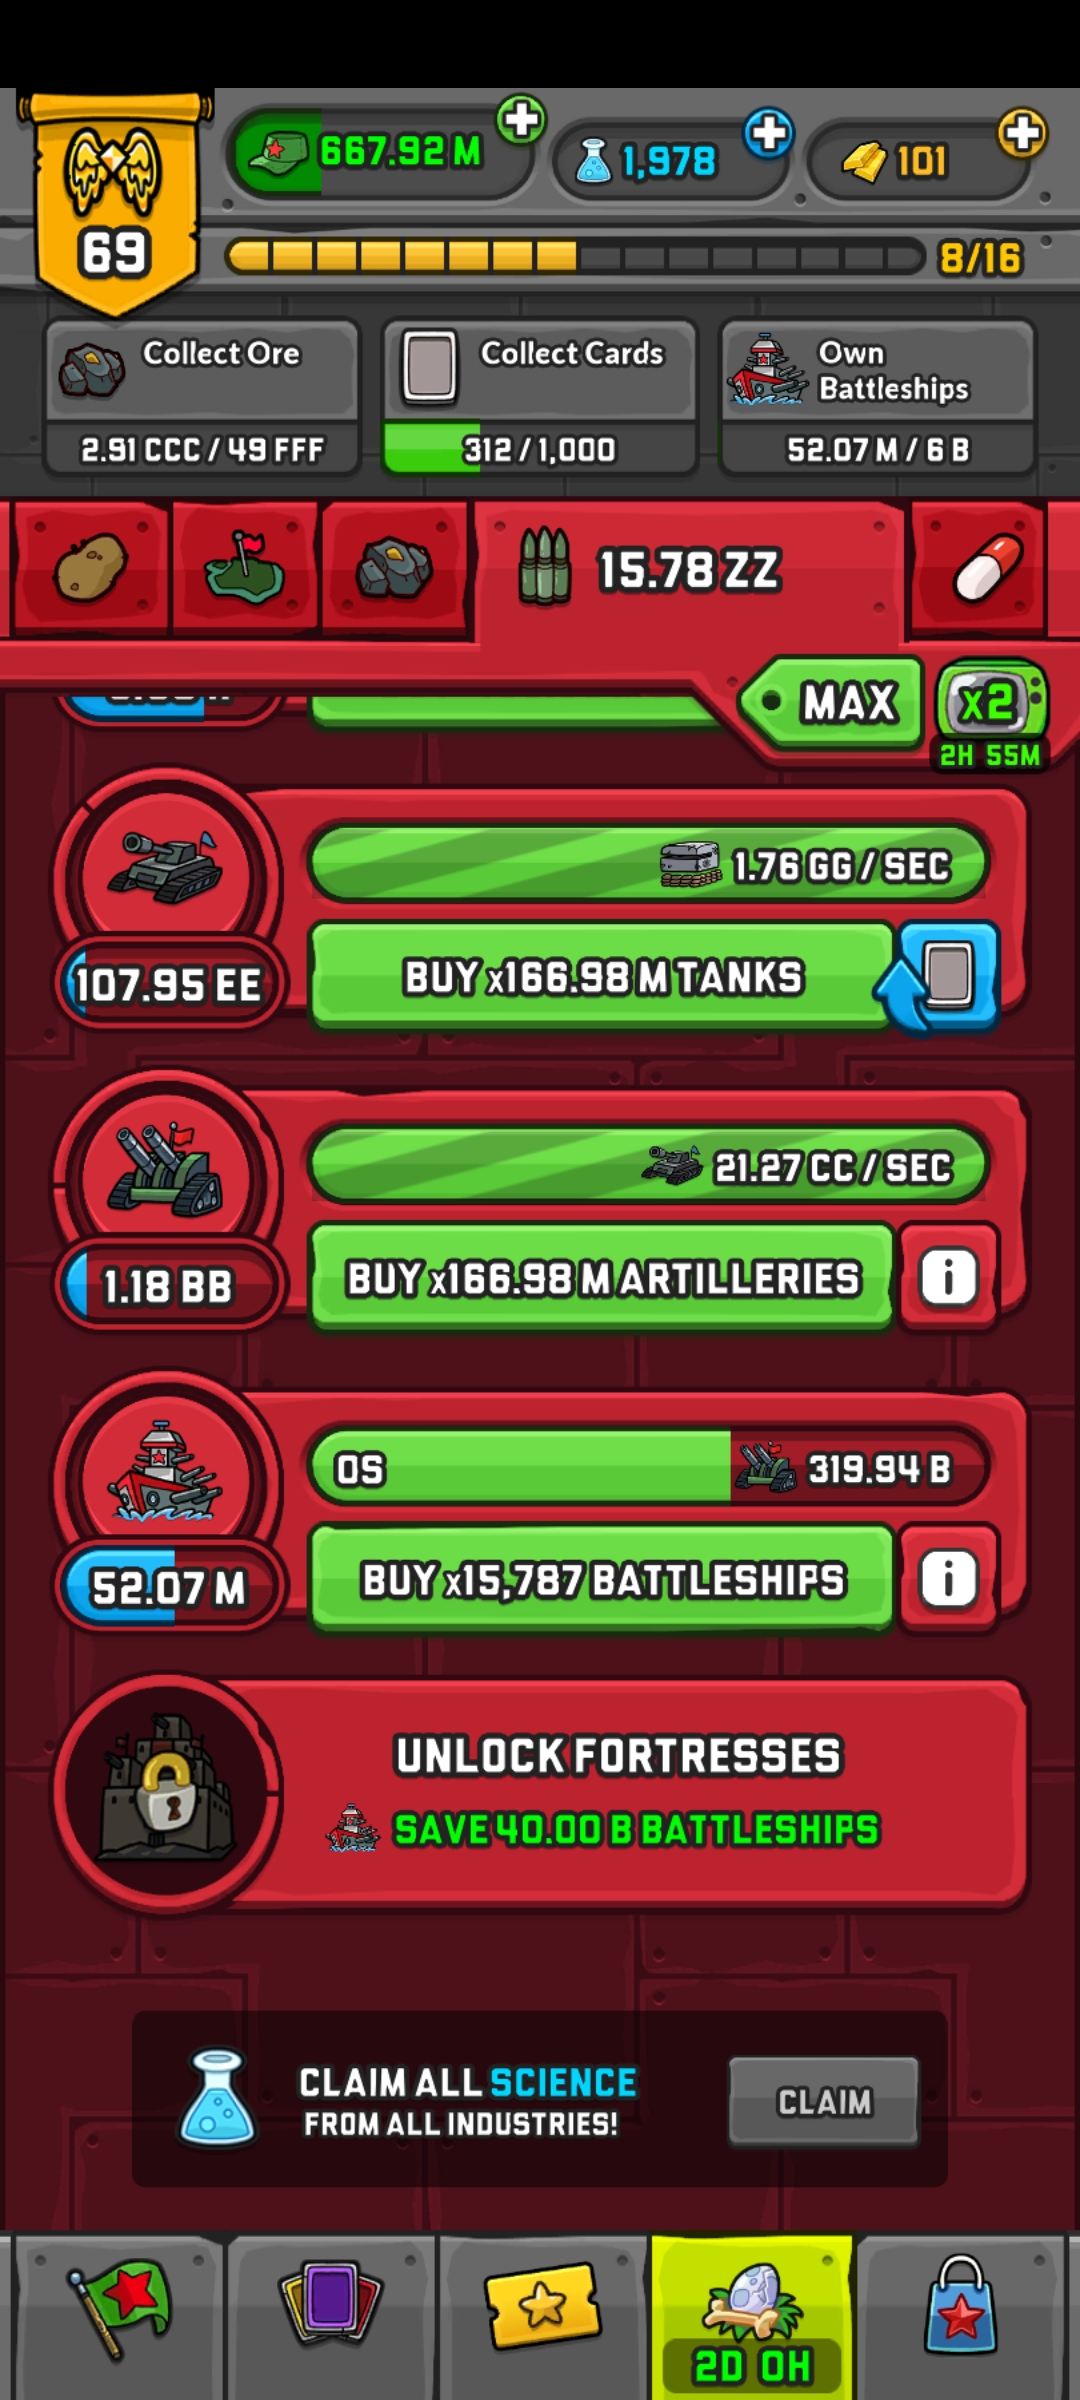 667.92 M
1,978
101
69
8/16
Collect Ore
2.91 CCC / 49 FFF
Collect Cards
312 / 1,000
Own
Battleships
52.07 M / 6 B
15.78 ZZ
MAX
x2
2H 55M
1.76 GG / SEC
107.95 EE
BUY x166.98 M TANKS
21.27 CC / SEC
1.18 BB
BUY x166.98 M ARTILLERIES
i
0S
319.94 B
52.07 M
BUY x15,787 BATTLESHIPS
i
UNLOCK FORTRESSES
SAVE 40.00 B BATTLESHIPS
CLAIM ALL SCIENCE
FROM ALL INDUSTRIES!
CLAIM
2D 0H